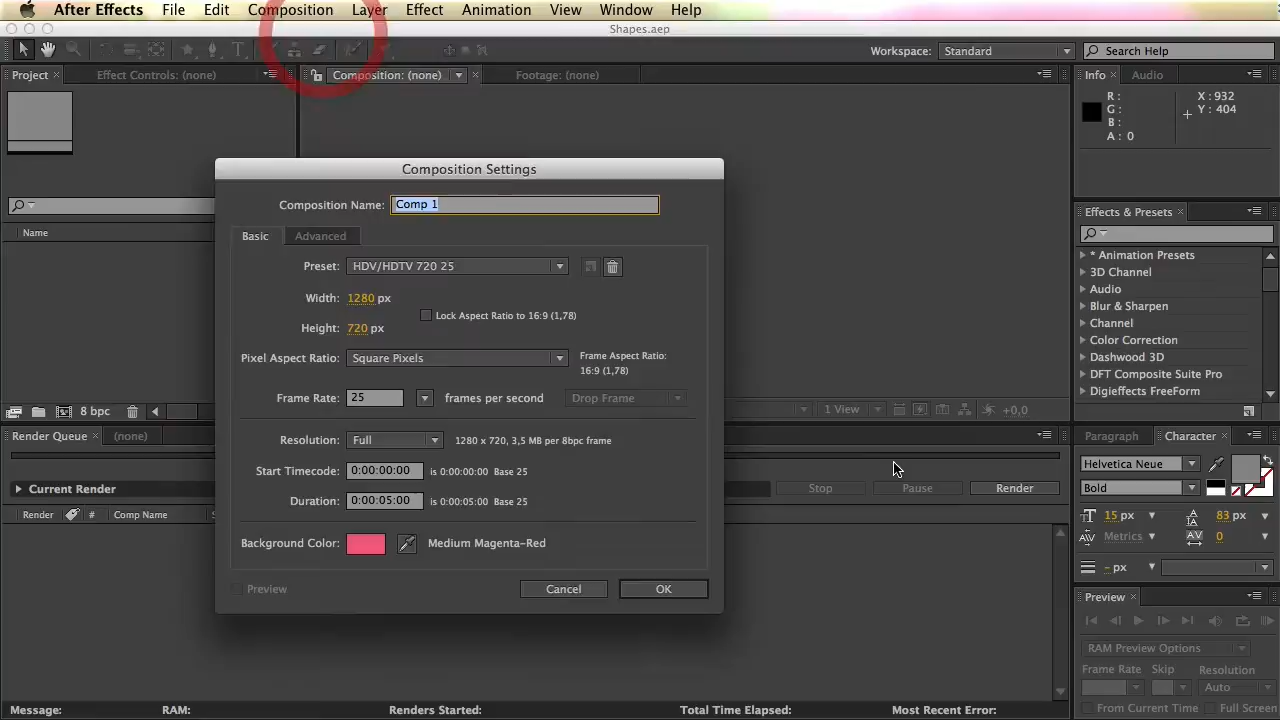 After Effects File Edit Composition Layer Effect Animation View Window Help
Shapes.aep
Workspace: Standard Search Help
Project Effect Controls: (none) Composition: (none) Footage: (none) Info Audio
R : X : 932
G : Y : 404
B :
A : 0
Composition Settings
Composition Name: Comp 1
Basic Advanced
Preset: HDV/HDTV 720 25
Width: 1280 px
Lock Aspect Ratio to 16:9 (1,78)
Height: 720 px
Pixel Aspect Ratio: Square Pixels Frame Aspect Ratio:
16:9 (1,78)
Frame Rate: 25 frames per second Drop Frame
Resolution: Full 1280 x 720, 3,5 MB per 8bpc frame
Start Timecode: 0:00:00:00 is 0:00:00:00 Base 25
Duration: 0:00:05:00 is 0:00:05:00 Base 25
Background Color: Medium Magenta-Red
Preview Cancel OK
Name
8 bpc 1 View +0,0
Effects & Presets
* Animation Presets
3D Channel
Audio
Blur & Sharpen
Channel
Color Correction
Dashwood 3D
DFT Composite Suite Pro
Digieffects FreeForm
Render Queue (none)
Current Render Stop Pause Render
Render # Comp Name
Paragraph Character
Helvetica Neue
Bold
15 px 83 px
Metrics 0
- px
Preview
RAM Preview Options
Frame Rate Skip Resolution
Auto
From Current Time Full Screen
Message: RAM: Renders Started: Total Time Elapsed: Most Recent Error: